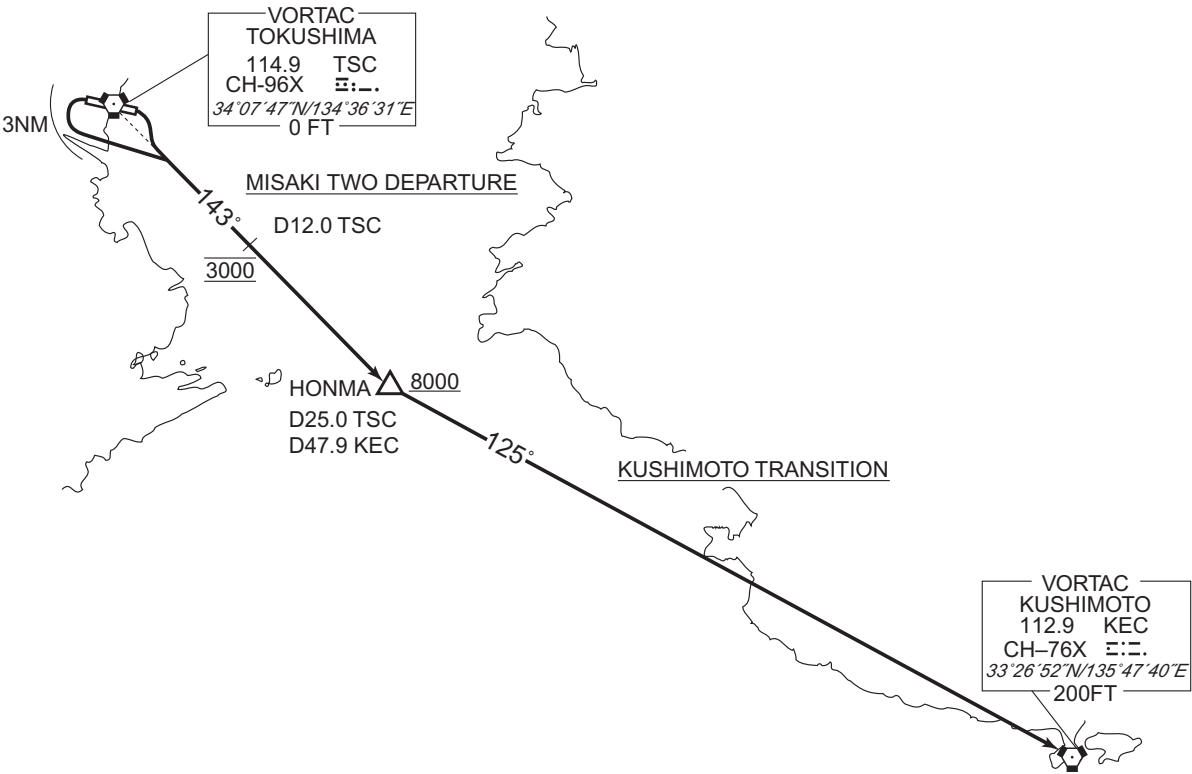 VORTAC
TOKUSHIMA
114.9 TSC
CH-96X
34°07´47˝N/134°36´31˝E
0 FT
3NM
MISAKI TWO DEPARTURE
143°
D12.0 TSC
3000
HONMA
8000
D25.0 TSC
D47.9 KEC
125°
KUSHIMOTO TRANSITION
VORTAC
KUSHIMOTO
112.9 KEC
CH–76X
33°26´52˝N/135°47´40˝E
200FT